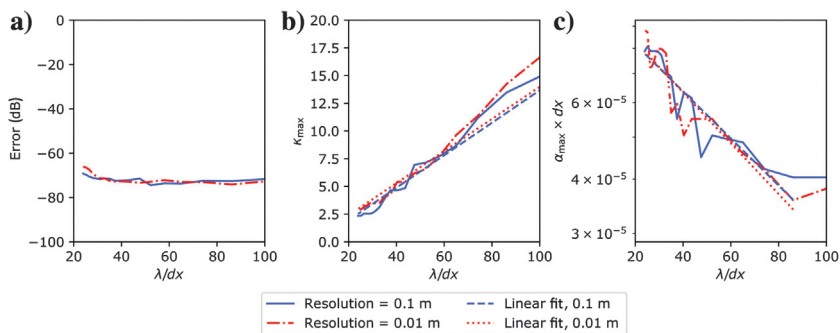 a)
Error (dB)
0
−20
−40
−60
−80
−100
20 40 60 80 100
λ/dx
b)
κmax
20.0
17.5
15.0
12.5
10.0
7.5
5.0
2.5
0.0
20 40 60 80 100
λ/dx
c)
αmax × dx
6 × 10⁻⁵
4 × 10⁻⁵
3 × 10⁻⁵
20 40 60 80 100
λ/dx
Resolution = 0.1 m
Resolution = 0.01 m
Linear fit, 0.1 m
Linear fit, 0.01 m